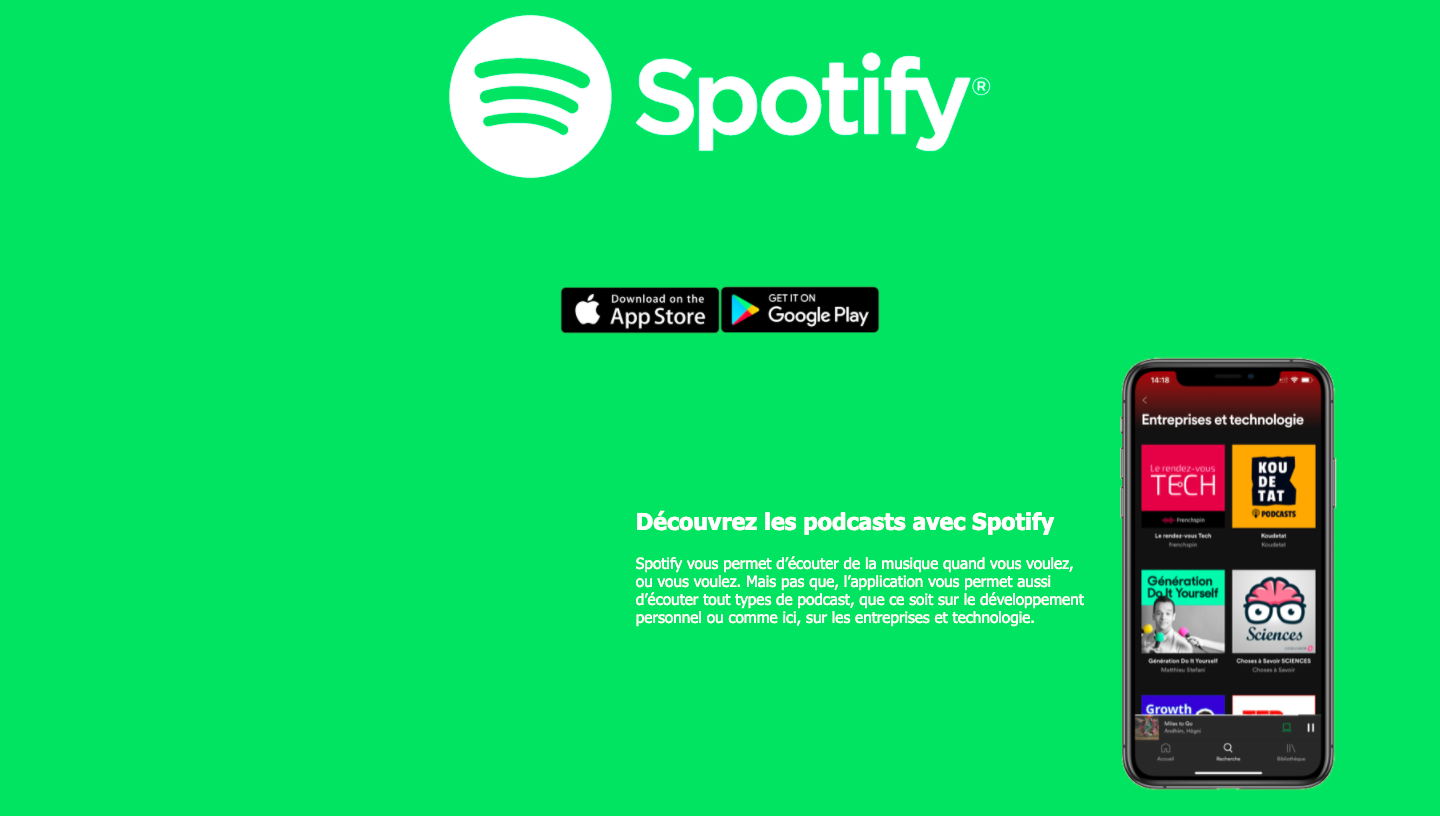 Spotify®
Download on the
App Store
GET IT ON
Google Play
14:18
Entreprises et technologie
Le rendez-vous
TECH
Frenchspin
Le rendez-vous Tech
frenchspin
KOU
DE
TAT
PODCASTS
Koudetat
Koudetat
Découvrez les podcasts avec Spotify
Spotify vous permet d’écouter de la musique quand vous voulez,
ou vous voulez. Mais pas que, l’application vous permet aussi
d’écouter tout types de podcast, que ce soit sur le développement
personnel ou comme ici, sur les entreprises et technologie.
Génération
Do It Yourself
Génération Do It Yourself
Matthieu Stefani
Sciences
Choses à Savoir SCIENCES
Choses à Savoir
Growth
Miles to Go
Andhim, Högni
Accueil
Recherche
Bibliothèque